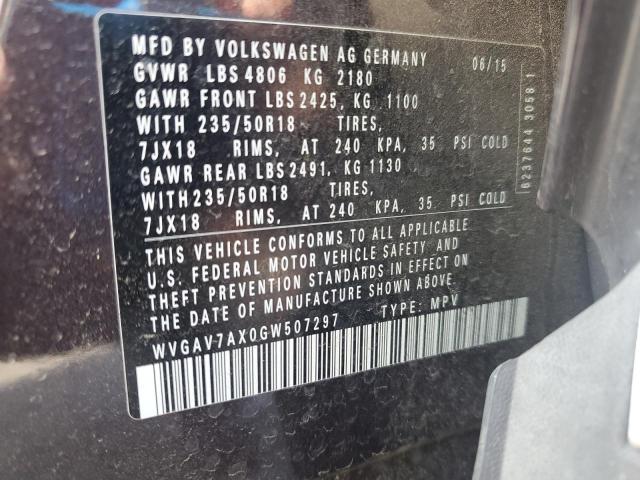 MFD BY VOLKSWAGEN AG GERMANY 06/15
GVWR LBS 4806 KG 2180
GAWR FRONT LBS 2425, KG 1100
WITH 235/50R18 TIRES,
7JX18 RIMS, AT 240 KPA, 35 PSI COLD
GAWR REAR LBS 2491, KG 1130
WITH 235/50R18 TIRES,
7JX18 RIMS, AT 240 KPA, 35 PSI COLD
THIS VEHICLE CONFORMS TO ALL APPLICABLE
U.S. FEDERAL MOTOR VEHICLE SAFETY AND
THEFT PREVENTION STANDARDS IN EFFECT ON
THE DATE OF MANUFACTURE SHOWN ABOVE.
WVGAV7AX0GW507297 TYPE: MPV
6237644 3058 1